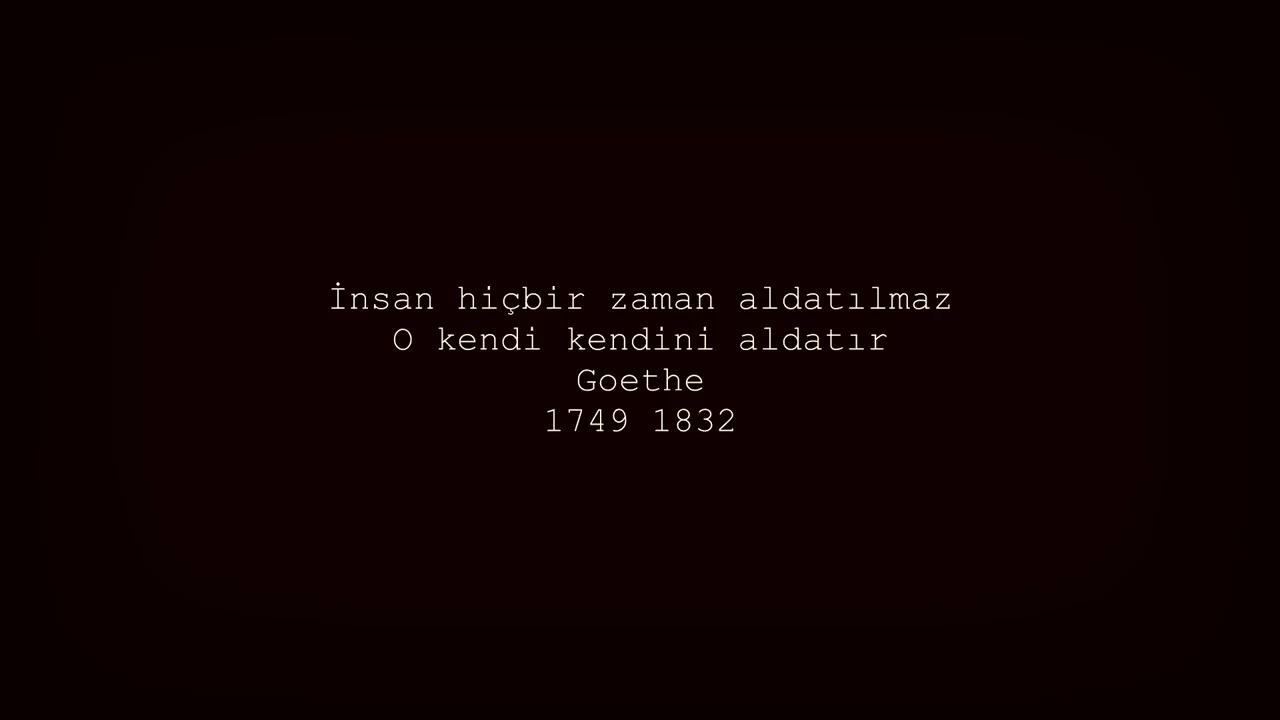 İnsan hiçbir zaman aldatılmaz
O kendi kendini aldatır
Goethe
1749 1832